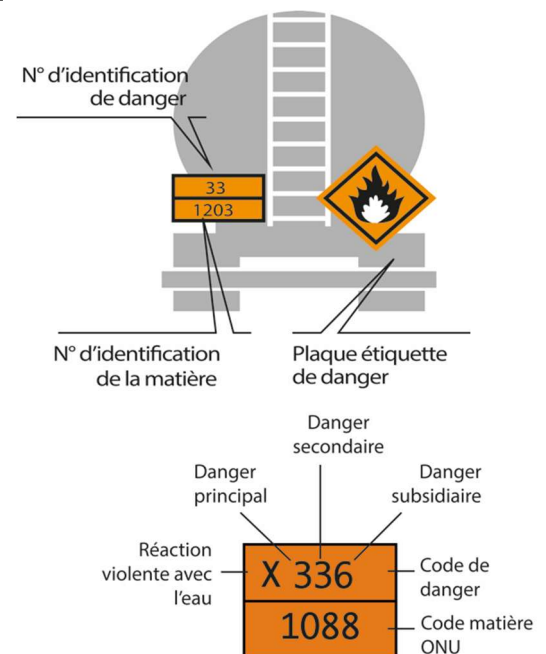 N° d'identification
de danger
33
1203
N° d'identification
de la matière
Plaque étiquette
de danger
Danger
secondaire
Danger
principal
Danger
subsidiaire
Réaction
violente avec
l'eau
X 336
Code de
danger
1088
Code matière
ONU